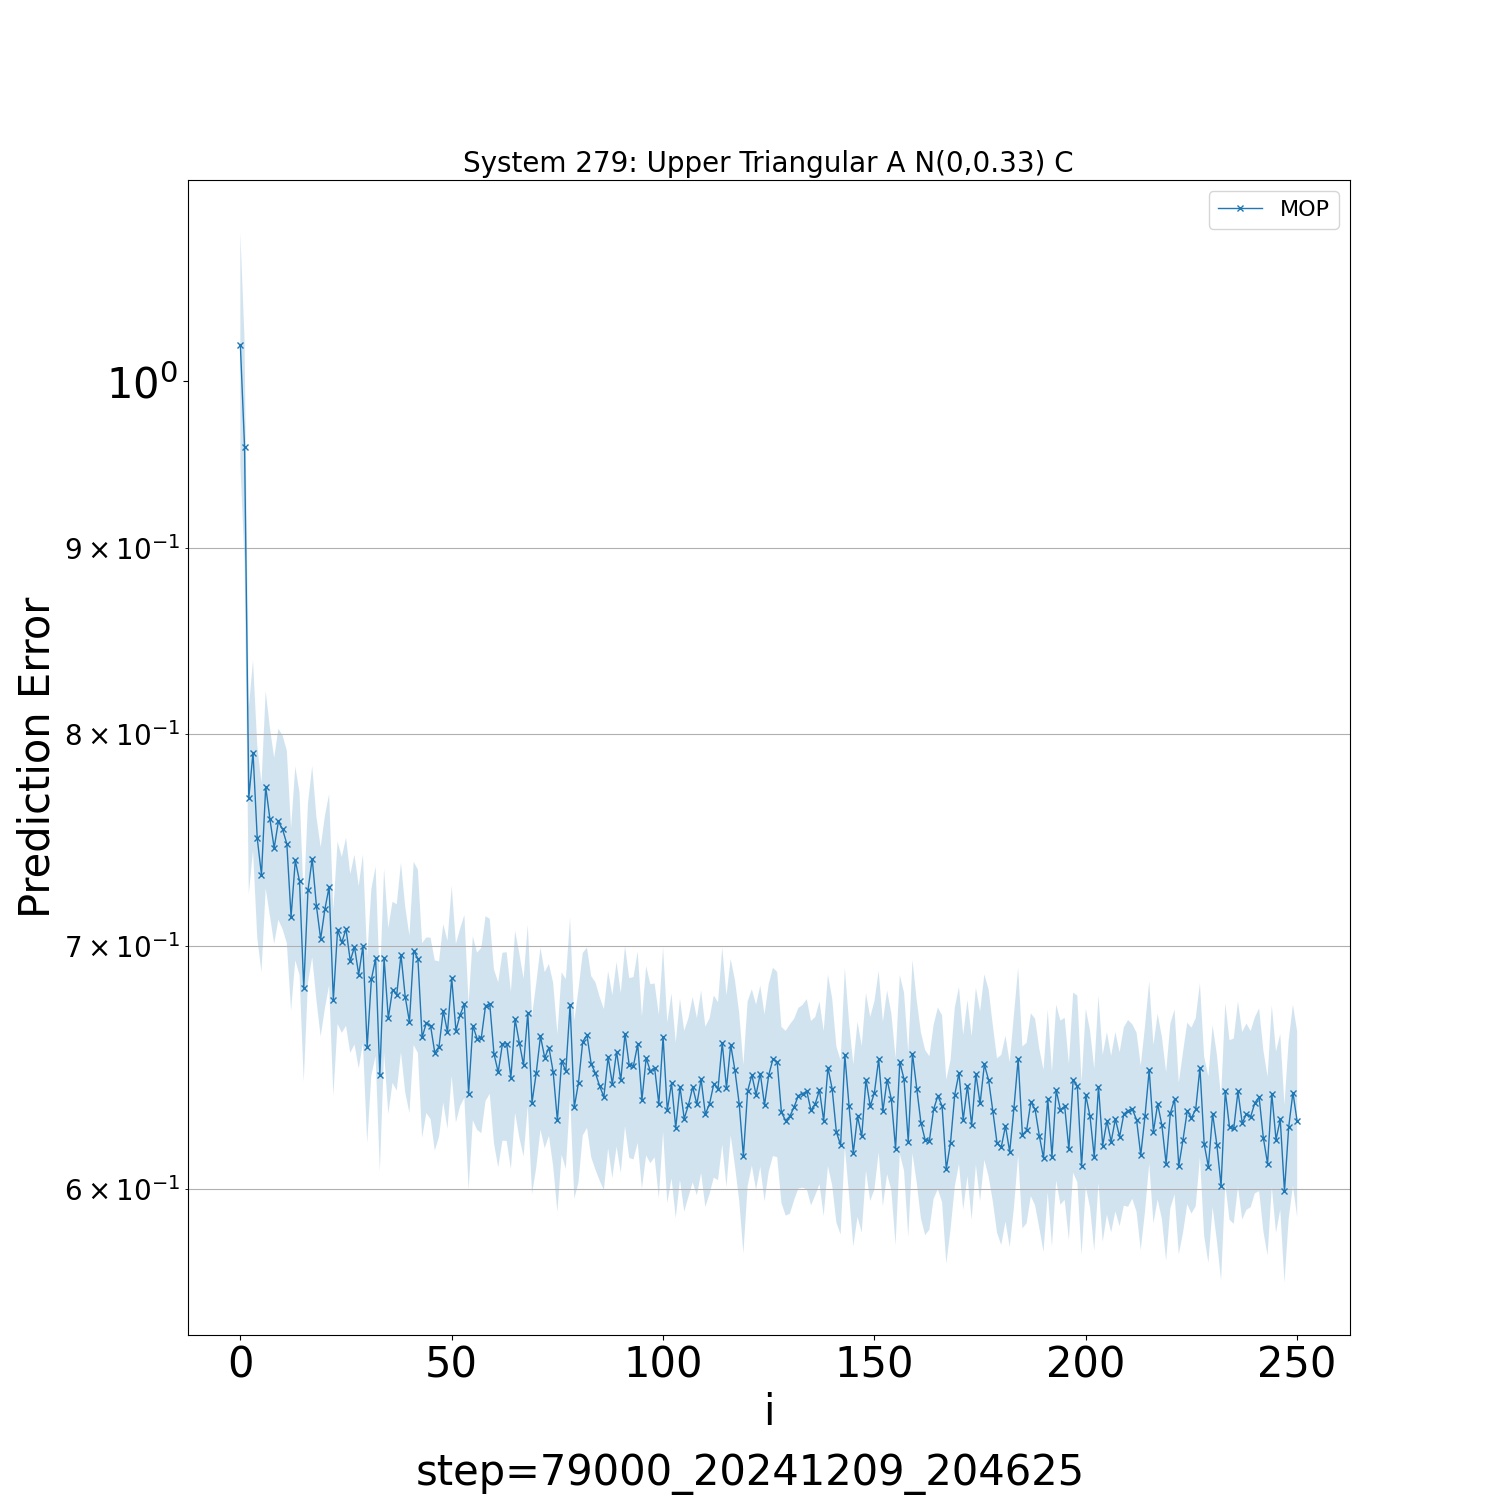 System 279: Upper Triangular A N(0,0.33) C
MOP
Prediction Error
10⁰
9 × 10⁻¹
8 × 10⁻¹
7 × 10⁻¹
6 × 10⁻¹
0 50 100 150 200 250
i
step=79000_20241209_204625